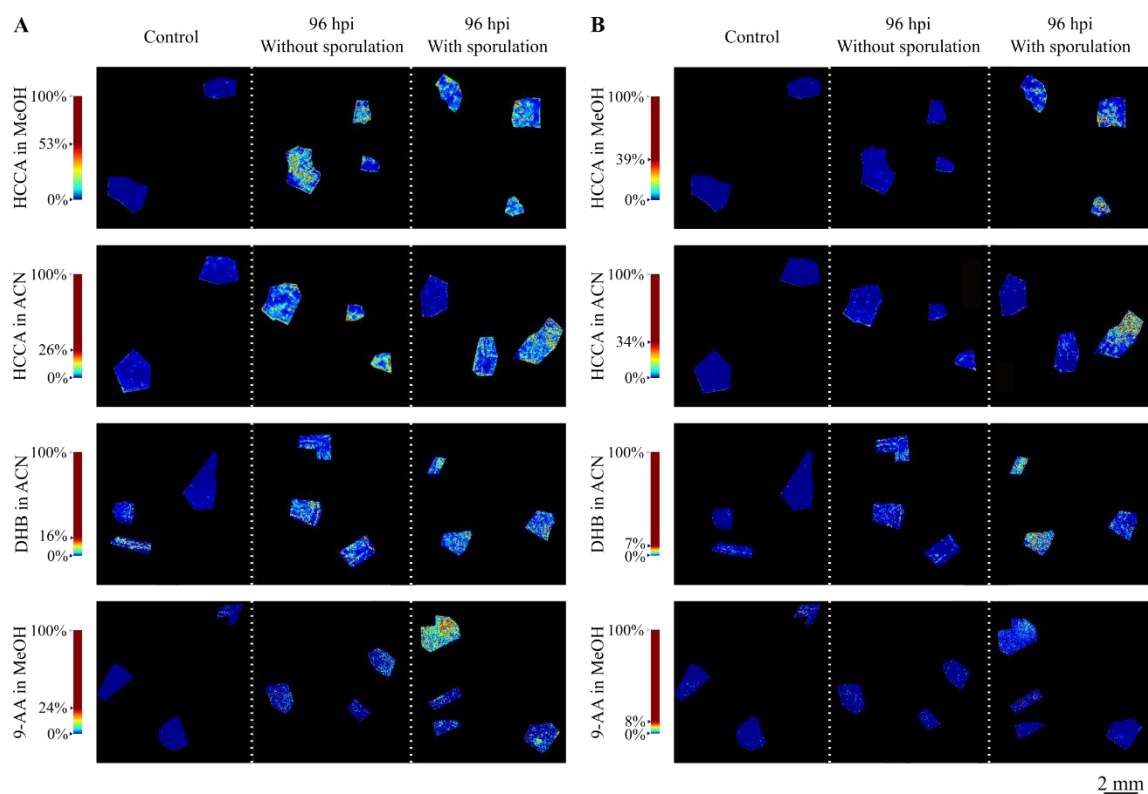 A
Control
96 hpi
Without sporulation
96 hpi
With sporulation
HCCA in MeOH
100%
53%
0%
HCCA in ACN
100%
26%
0%
DHB in ACN
100%
16%
0%
9-AA in MeOH
100%
24%
0%
B
Control
96 hpi
Without sporulation
96 hpi
With sporulation
HCCA in MeOH
100%
39%
0%
HCCA in ACN
100%
34%
0%
DHB in ACN
100%
7%
0%
9-AA in MeOH
100%
8%
0%
2 mm